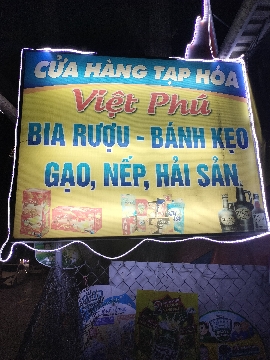 CỬA HÀNG TẠP HÓA
Việt Phú
BIA RƯỢU - BÁNH KẸO
GẠO, NẾP, HẢI SẢN